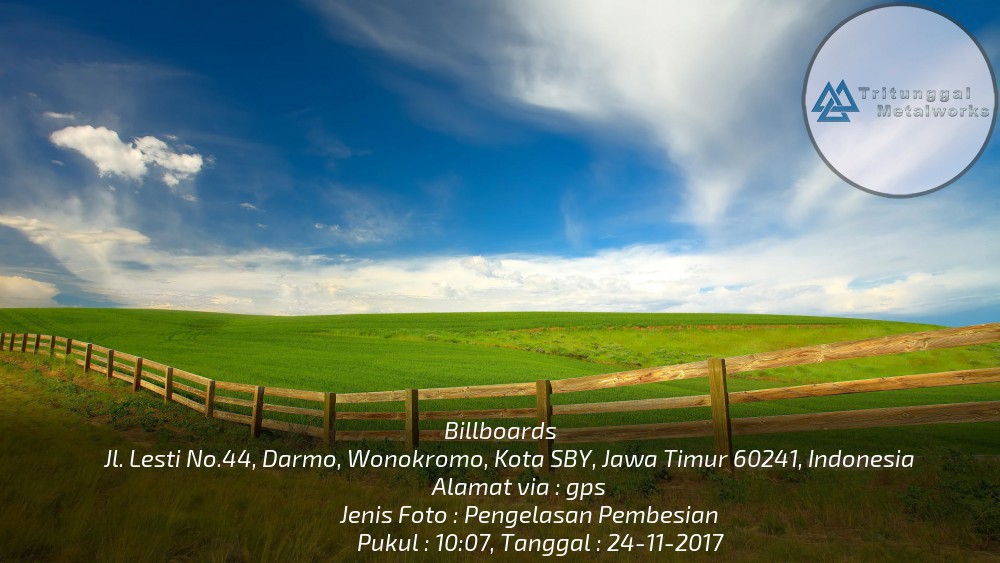 Tritunggal
Metalworks
Billboards
Jl. Lesti No.44, Darmo, Wonokromo, Kota SBY, Jawa Timur 60241, Indonesia
Alamat via : gps
Jenis Foto : Pengelasan Pembesian
Pukul : 10:07, Tanggal : 24-11-2017